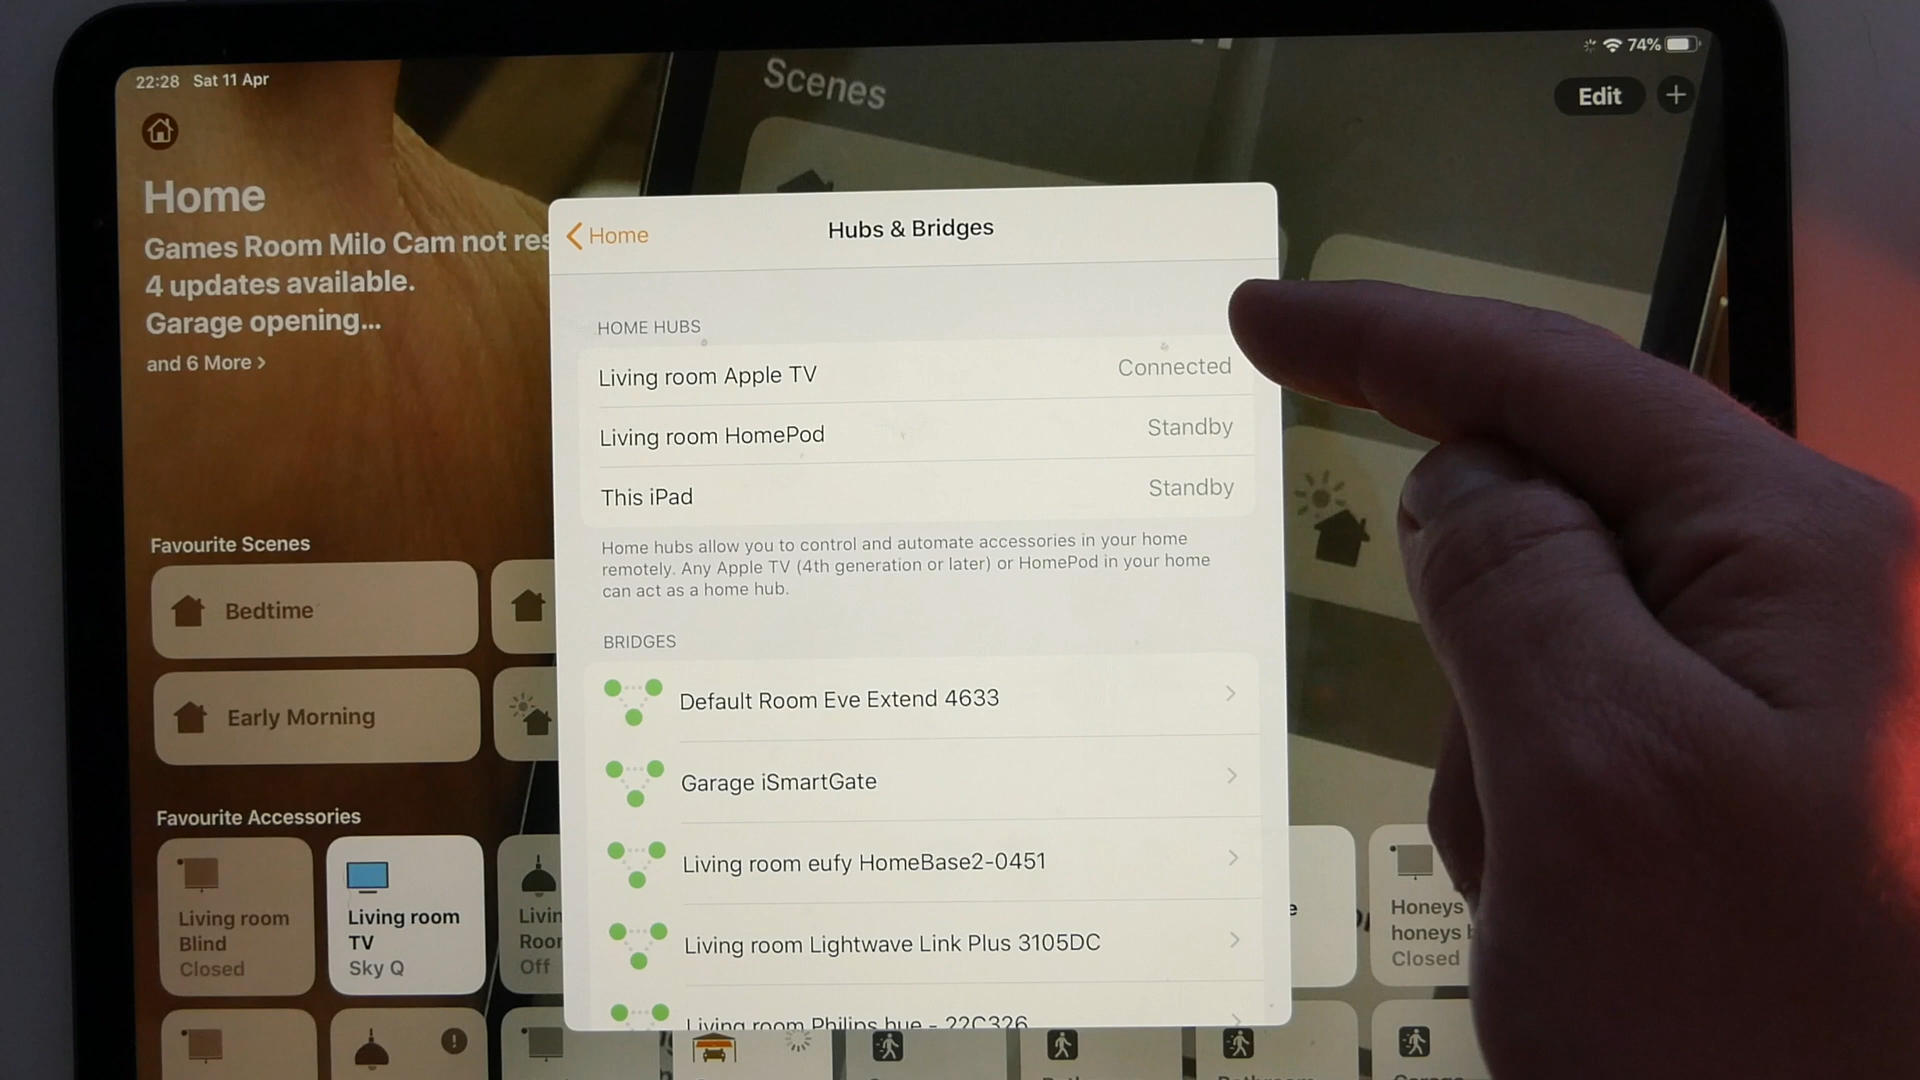 22:28 Sat 11 Apr
74%
Scenes
Edit
Home
Games Room Milo Cam not res
4 updates available.
Garage opening...
and 6 More >
Favourite Scenes
Bedtime
Early Morning
Favourite Accessories
Living room
Blind
Closed
Living room
TV
Sky Q
Livin
Roor
Off
Home
Hubs & Bridges
HOME HUBS
Living room Apple TV Connected
Living room HomePod Standby
This iPad Standby
Home hubs allow you to control and automate accessories in your home
remotely. Any Apple TV (4th generation or later) or HomePod in your home
can act as a home hub.
BRIDGES
Default Room Eve Extend 4633
Garage iSmartGate
Living room eufy HomeBase2-0451
Living room Lightwave Link Plus 3105DC
Living room Philips hue - 22C326
Honeys
honeys
Closed